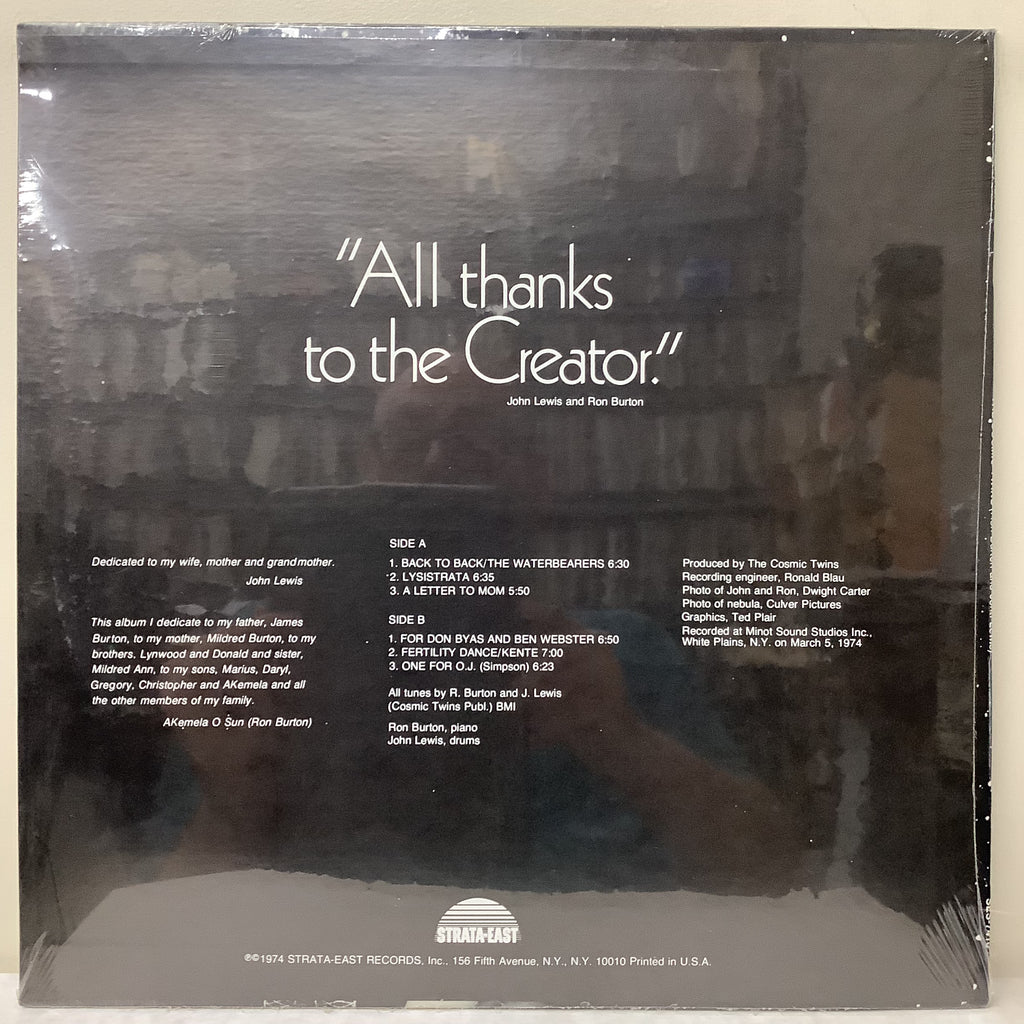 "All thanks
to the Creator."
John Lewis and Ron Burton
Dedicated to my wife, mother and grandmother.
John Lewis
This album I dedicate to my father, James
Burton, to my mother, Mildred Burton, to my
brothers, Lynwood and Donald and sister,
Mildred Ann, to my sons, Marius, Daryl,
Gregory, Christopher and AKemela and all
the other members of my family.
AKemela O Sun (Ron Burton)
SIDE A
1. BACK TO BACK/THE WATERBEARERS 6:30
2. LYSISTRATA 6:35
3. A LETTER TO MOM 5:50
SIDE B
1. FOR DON BYAS AND BEN WEBSTER 6:50
2. FERTILITY DANCE/KENTE 7:00
3. ONE FOR O.J. (Simpson) 6:23
All tunes by R. Burton and J. Lewis
(Cosmic Twins Publ.) BMI
Ron Burton, piano
John Lewis, drums
Produced by The Cosmic Twins
Recording engineer, Ronald Blau
Photo of John and Ron, Dwight Carter
Photo of nebula, Culver Pictures
Graphics, Ted Plair
Recorded at Minot Sound Studios Inc.,
White Plains, N.Y. on March 5, 1974
STRATA-EAST
℗©1974 STRATA-EAST RECORDS, Inc., 156 Fifth Avenue, N.Y., N.Y. 10010 Printed in U.S.A.